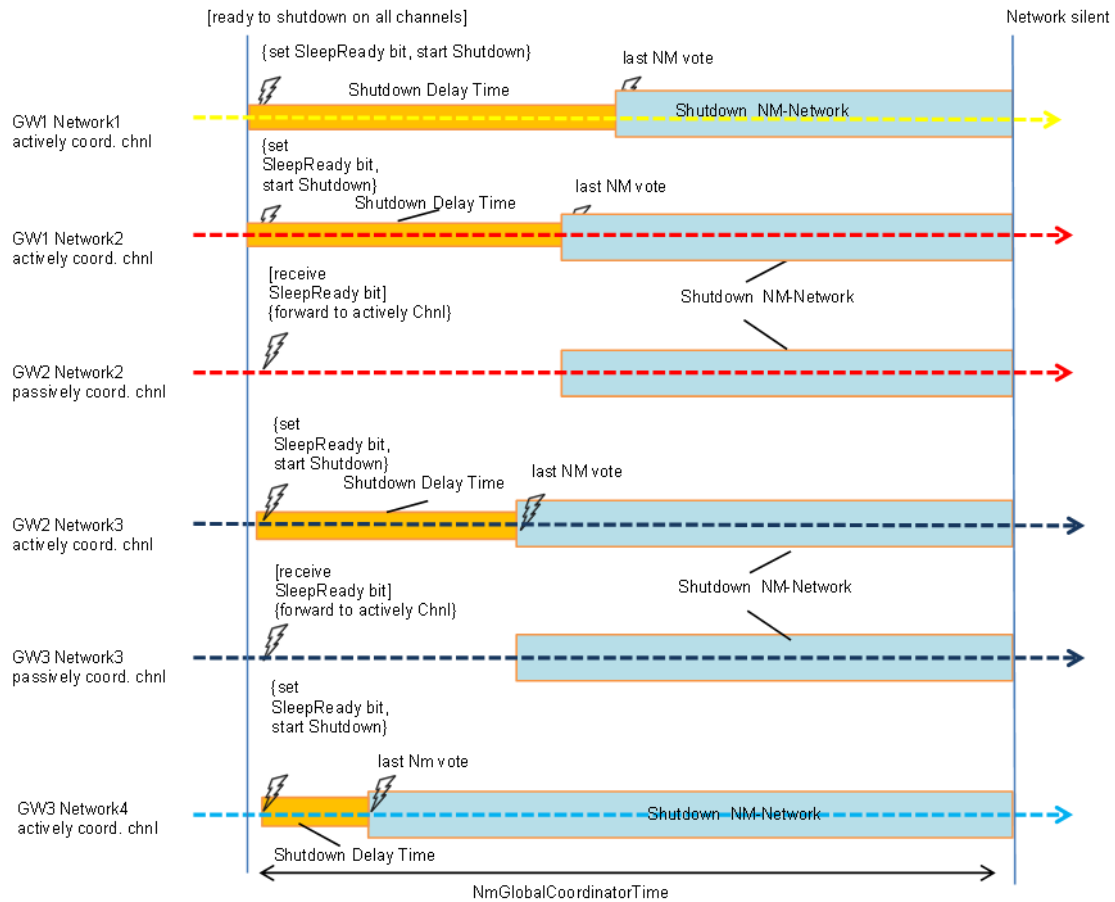 [ready to shutdown on all channels]
Network silent
{set SleepReady bit, start Shutdown}
last NM vote
Shutdown Delay Time
Shutdown NM-Network
GW1 Network1
actively coord. chnl
{set
SleepReady bit,
start Shutdown}
last NM vote
Shutdown Delay Time
GW1 Network2
actively coord. chnl
[receive
SleepReady bit]
{forward to actively Chnl}
Shutdown NM-Network
GW2 Network2
passively coord. chnl
{set
SleepReady bit,
start Shutdown}
last NM vote
Shutdown Delay Time
GW2 Network3
actively coord. chnl
[receive
SleepReady bit]
{forward to actively Chnl}
Shutdown NM-Network
GW3 Network3
passively coord. chnl
{set
SleepReady bit,
start Shutdown}
last Nm vote
GW3 Network4
actively coord. chnl
Shutdown NM-Network
Shutdown Delay Time
NmGlobalCoordinatorTime